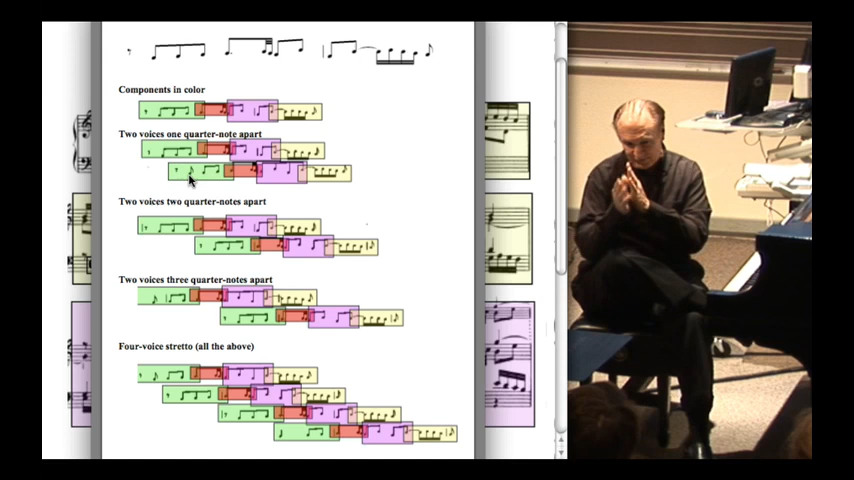 Components in color
Two voices one quarter-note apart
Two voices two quarter-notes apart
Two voices three quarter-notes apart
Four-voice stretto (all the above)